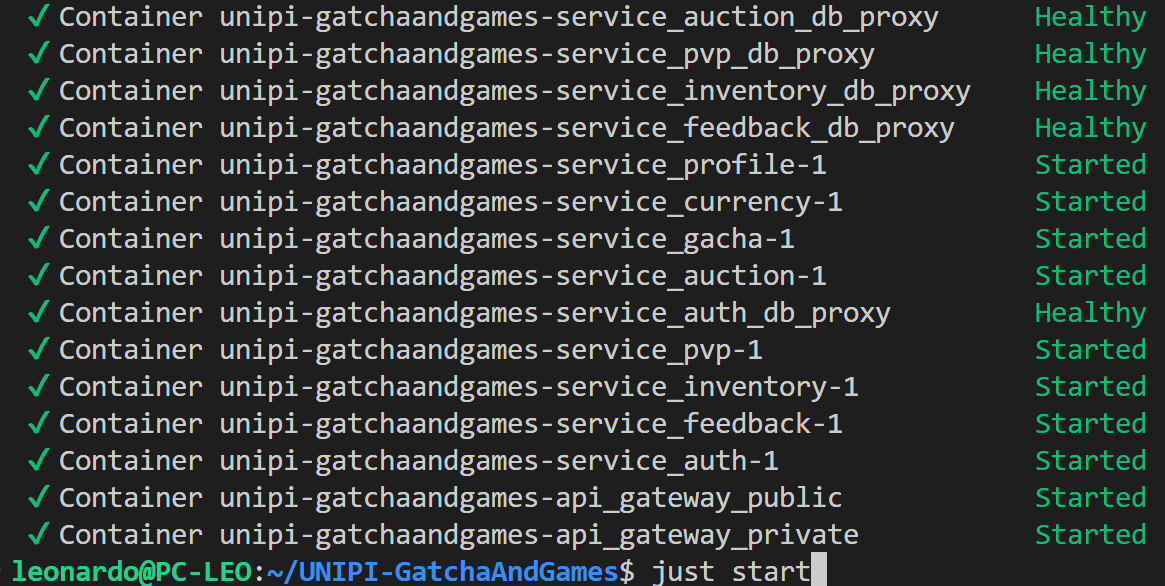 ✓ Container unipi-gatchaandgames-service_auction_db_proxy Healthy
✓ Container unipi-gatchaandgames-service_pvp_db_proxy Healthy
✓ Container unipi-gatchaandgames-service_inventory_db_proxy Healthy
✓ Container unipi-gatchaandgames-service_feedback_db_proxy Healthy
✓ Container unipi-gatchaandgames-service_profile-1 Started
✓ Container unipi-gatchaandgames-service_currency-1 Started
✓ Container unipi-gatchaandgames-service_gacha-1 Started
✓ Container unipi-gatchaandgames-service_auction-1 Started
✓ Container unipi-gatchaandgames-service_auth_db_proxy Healthy
✓ Container unipi-gatchaandgames-service_pvp-1 Started
✓ Container unipi-gatchaandgames-service_inventory-1 Started
✓ Container unipi-gatchaandgames-service_feedback-1 Started
✓ Container unipi-gatchaandgames-service_auth-1 Started
✓ Container unipi-gatchaandgames-api_gateway_public Started
✓ Container unipi-gatchaandgames-api_gateway_private Started
leonardo@PC-LEO:~/UNIPI-GatchaAndGames$ just start